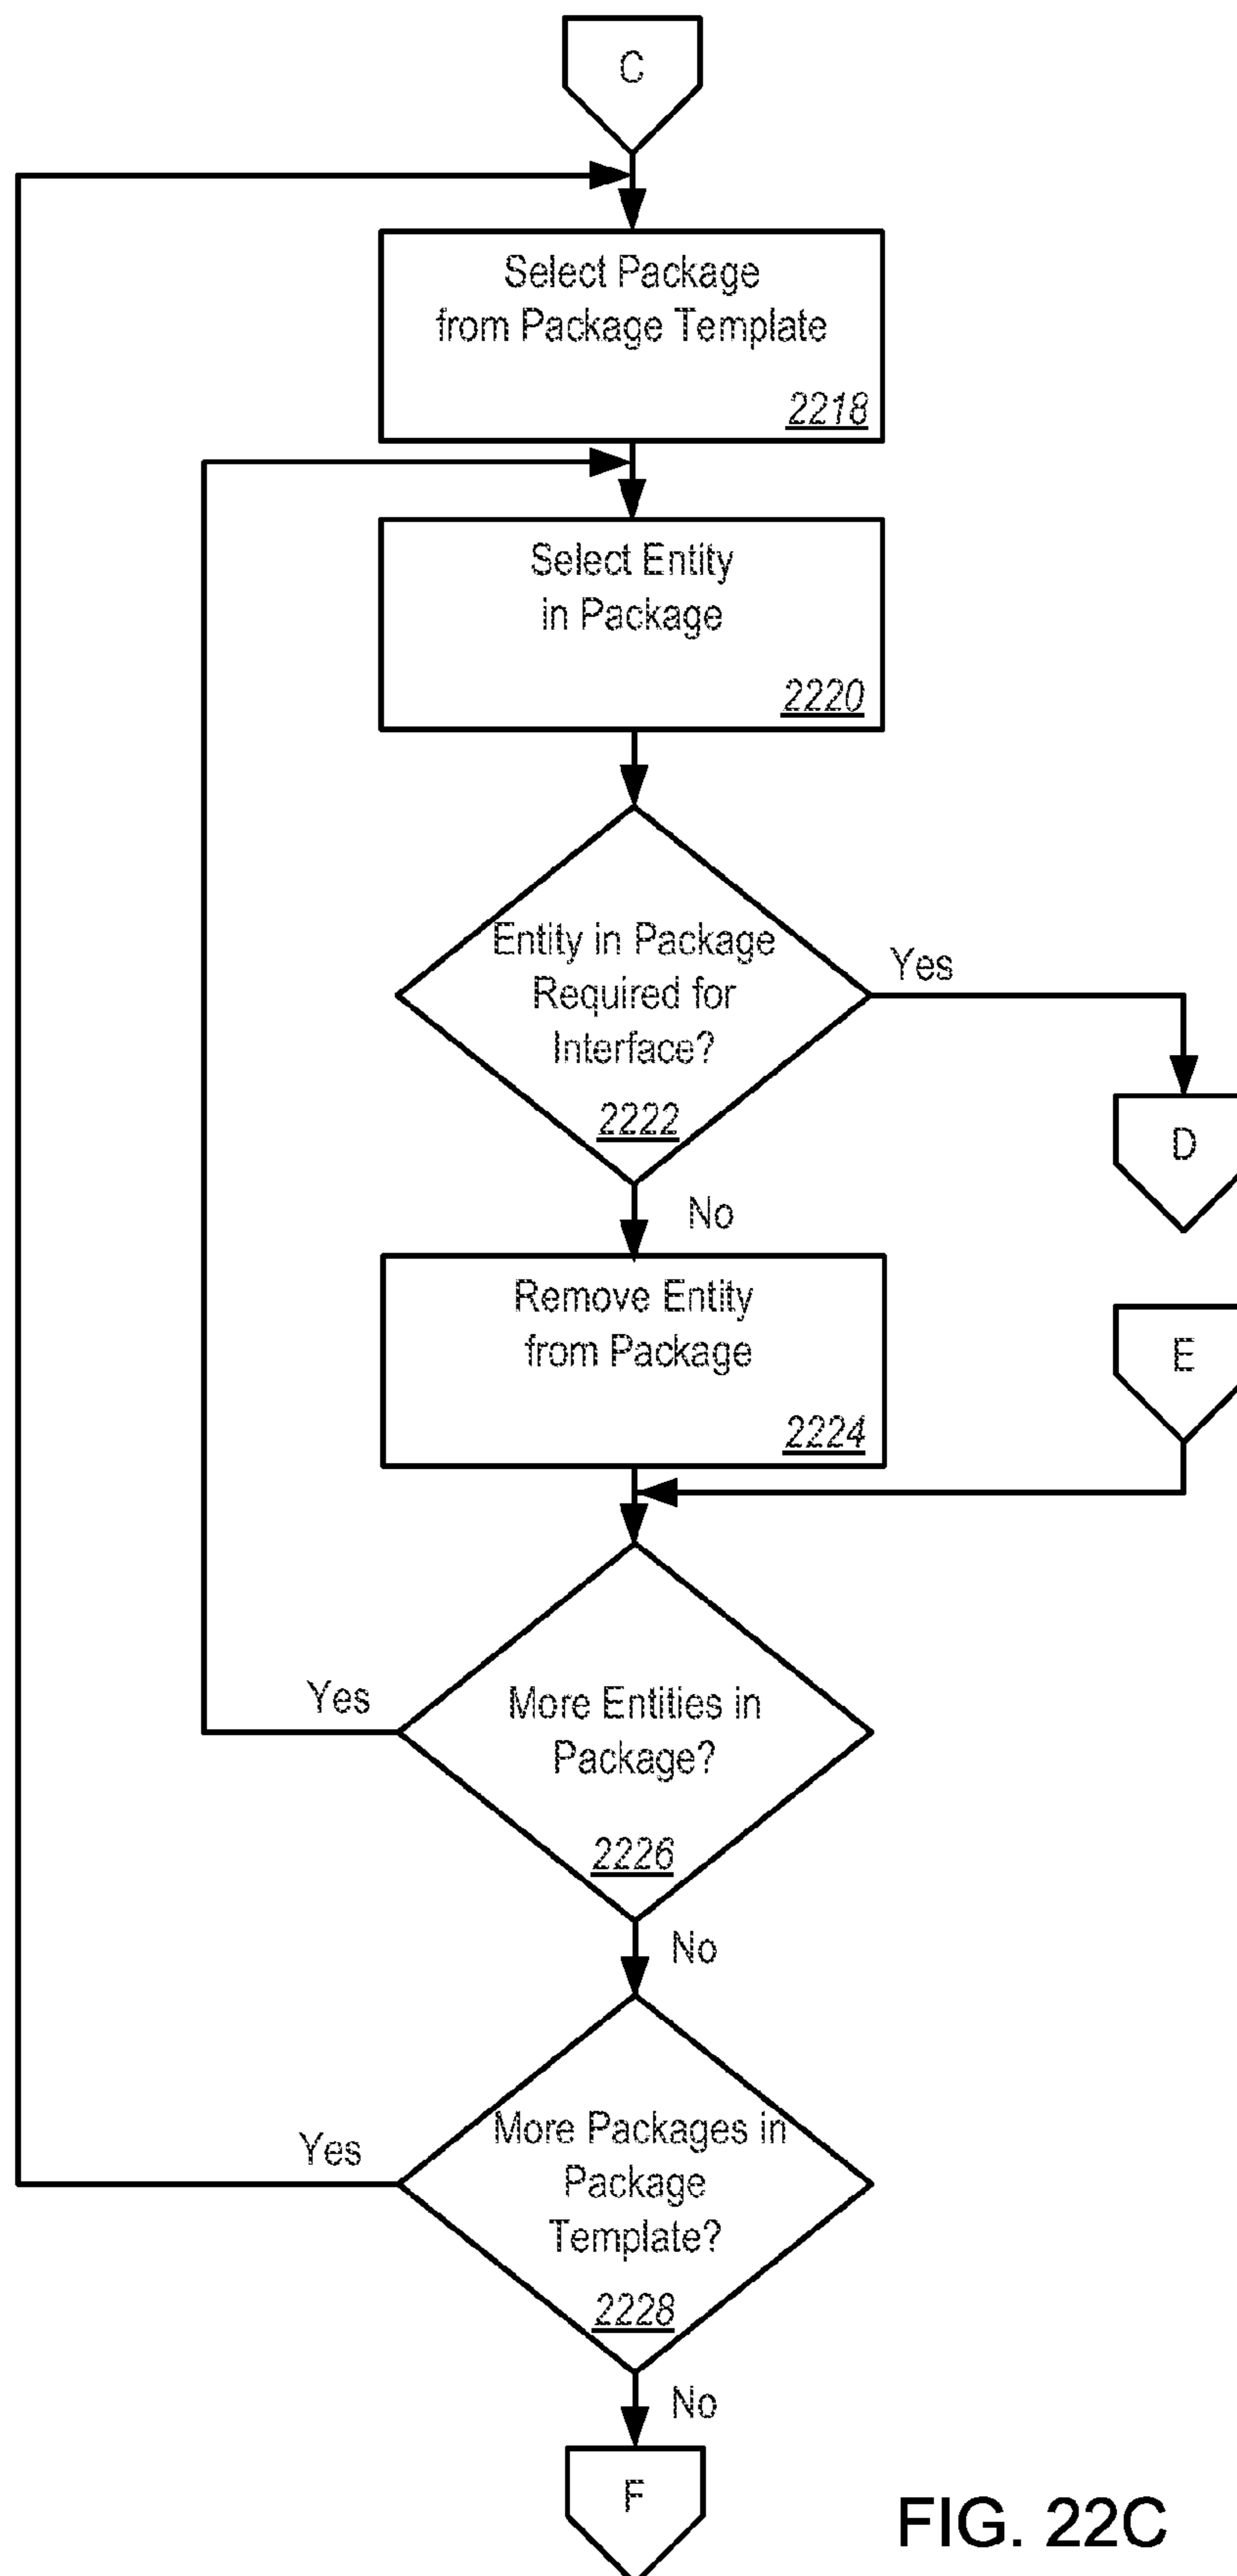 C
Select Package
from Package Template
2218
Select Entity
in Package
2220
Entity in Package
Required for
Interface?
2222
Yes
D
No
Remove Entity
from Package
2224
E
Yes
More Entities in
Package?
2226
No
Yes
More Packages in
Package
Template?
2228
No
F
FIG. 22C